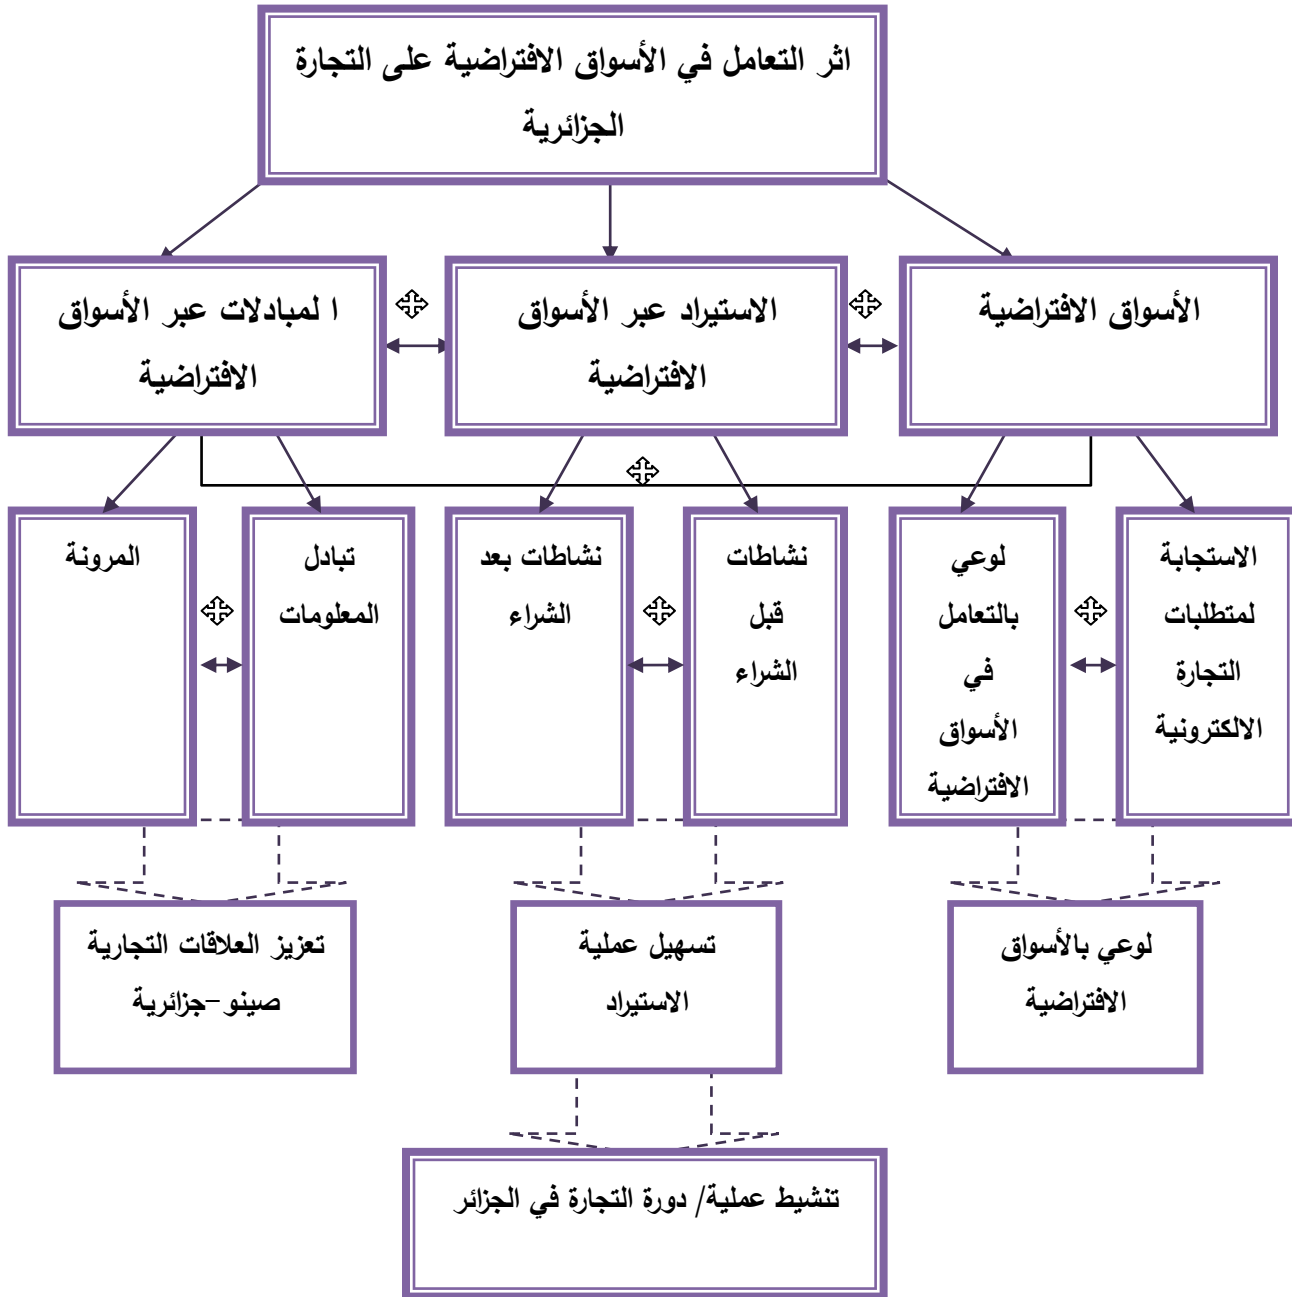 اثر التعامل في الأسواق الافتراضية على التجارة
الجزائرية
الأسواق الافتراضية
الاستيراد عبر الأسواق
الافتراضية
ا لمبادلات عبر الأسواق
الافتراضية
الاستجابة
لمتطلبات
التجارة
الالكترونية
لوعي
بالتعامل
في
الأسواق
الافتراضية
نشاطات
قبل
الشراء
نشاطات بعد
الشراء
تبادل
المعلومات
المرونة
لوعي بالأسواق
الافتراضية
تسهيل عملية
الاستيراد
تعزيز العلاقات التجارية
صينو-جزائرية
تنشيط عملية/ دورة التجارة في الجزائر